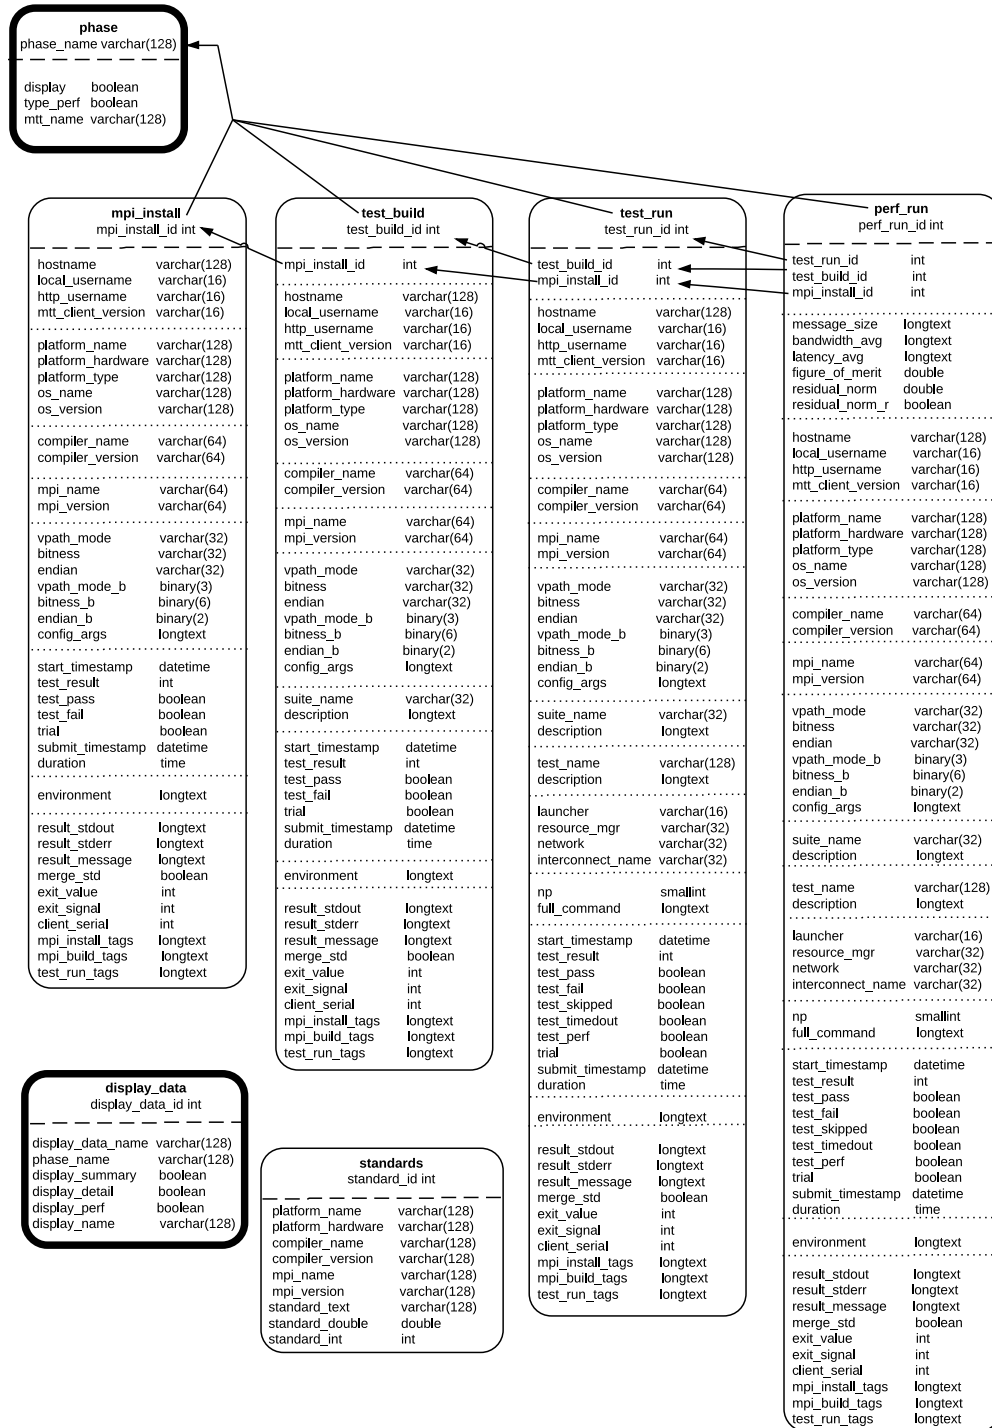 phase
phase_name varchar(128)
display boolean
type_perf boolean
mtt_name varchar(128)
mpi_install
mpi_install_id int
hostname varchar(128)
local_username varchar(16)
http_username varchar(16)
mtt_client_version varchar(16)
platform_name varchar(128)
platform_hardware varchar(128)
platform_type varchar(128)
os_name varchar(128)
os_version varchar(128)
compiler_name varchar(64)
compiler_version varchar(64)
mpi_name varchar(64)
mpi_version varchar(64)
vpath_mode varchar(32)
bitness varchar(32)
endian varchar(32)
vpath_mode_b binary(3)
bitness_b binary(6)
endian_b binary(2)
config_args longtext
start_timestamp datetime
test_result int
test_pass boolean
test_fail boolean
trial boolean
submit_timestamp datetime
duration time
environment longtext
result_stdout longtext
result_stderr longtext
result_message longtext
merge_std boolean
exit_value int
exit_signal int
client_serial int
mpi_install_tags longtext
mpi_build_tags longtext
test_run_tags longtext
test_build
test_build_id int
mpi_install_id int
hostname varchar(128)
local_username varchar(16)
http_username varchar(16)
mtt_client_version varchar(16)
platform_name varchar(128)
platform_hardware varchar(128)
platform_type varchar(128)
os_name varchar(128)
os_version varchar(128)
compiler_name varchar(64)
compiler_version varchar(64)
mpi_name varchar(64)
mpi_version varchar(64)
vpath_mode varchar(32)
bitness varchar(32)
endian varchar(32)
vpath_mode_b binary(3)
bitness_b binary(6)
endian_b binary(2)
config_args longtext
suite_name varchar(32)
description longtext
start_timestamp datetime
test_result int
test_pass boolean
test_fail boolean
trial boolean
submit_timestamp datetime
duration time
environment longtext
result_stdout longtext
result_stderr longtext
result_message longtext
merge_std boolean
exit_value int
exit_signal int
client_serial int
mpi_install_tags longtext
mpi_build_tags longtext
test_run_tags longtext
test_run
test_run_id int
test_build_id int
mpi_install_id int
hostname varchar(128)
local_username varchar(16)
http_username varchar(16)
mtt_client_version varchar(16)
platform_name varchar(128)
platform_hardware varchar(128)
platform_type varchar(128)
os_name varchar(128)
os_version varchar(128)
compiler_name varchar(64)
compiler_version varchar(64)
mpi_name varchar(64)
mpi_version varchar(64)
vpath_mode varchar(32)
bitness varchar(32)
endian varchar(32)
vpath_mode_b binary(3)
bitness_b binary(6)
endian_b binary(2)
config_args longtext
suite_name varchar(32)
description longtext
test_name varchar(128)
description longtext
launcher varchar(16)
resource_mgr varchar(32)
network varchar(32)
interconnect_name varchar(32)
np smallint
full_command longtext
start_timestamp datetime
test_result int
test_pass boolean
test_fail boolean
test_skipped boolean
test_timedout boolean
test_perf boolean
trial boolean
submit_timestamp datetime
duration time
environment longtext
result_stdout longtext
result_stderr longtext
result_message longtext
merge_std boolean
exit_value int
exit_signal int
client_serial int
mpi_install_tags longtext
mpi_build_tags longtext
test_run_tags longtext
perf_run
perf_run_id int
test_run_id int
test_build_id int
mpi_install_id int
message_size longtext
bandwidth_avg longtext
latency_avg longtext
figure_of_merit double
residual_norm double
residual_norm_r boolean
hostname varchar(128)
local_username varchar(16)
http_username varchar(16)
mtt_client_version varchar(16)
platform_name varchar(128)
platform_hardware varchar(128)
platform_type varchar(128)
os_name varchar(128)
os_version varchar(128)
compiler_name varchar(64)
compiler_version varchar(64)
mpi_name varchar(64)
mpi_version varchar(64)
vpath_mode varchar(32)
bitness varchar(32)
endian varchar(32)
vpath_mode_b binary(3)
bitness_b binary(6)
endian_b binary(2)
config_args longtext
suite_name varchar(32)
description longtext
test_name varchar(128)
description longtext
launcher varchar(16)
resource_mgr varchar(32)
network varchar(32)
interconnect_name varchar(32)
np smallint
full_command longtext
start_timestamp datetime
test_result int
test_pass boolean
test_fail boolean
test_skipped boolean
test_timedout boolean
test_perf boolean
trial boolean
submit_timestamp datetime
duration time
environment longtext
result_stdout longtext
result_stderr longtext
result_message longtext
merge_std boolean
exit_value int
exit_signal int
client_serial int
mpi_install_tags longtext
mpi_build_tags longtext
test_run_tags longtext
display_data
display_data_id int
display_data_name varchar(128)
phase_name varchar(128)
display_summary boolean
display_detail boolean
display_perf boolean
display_name varchar(128)
standards
standard_id int
platform_name varchar(128)
platform_hardware varchar(128)
compiler_name varchar(128)
compiler_version varchar(128)
mpi_name varchar(128)
mpi_version varchar(128)
standard_text varchar(128)
standard_double double
standard_int int